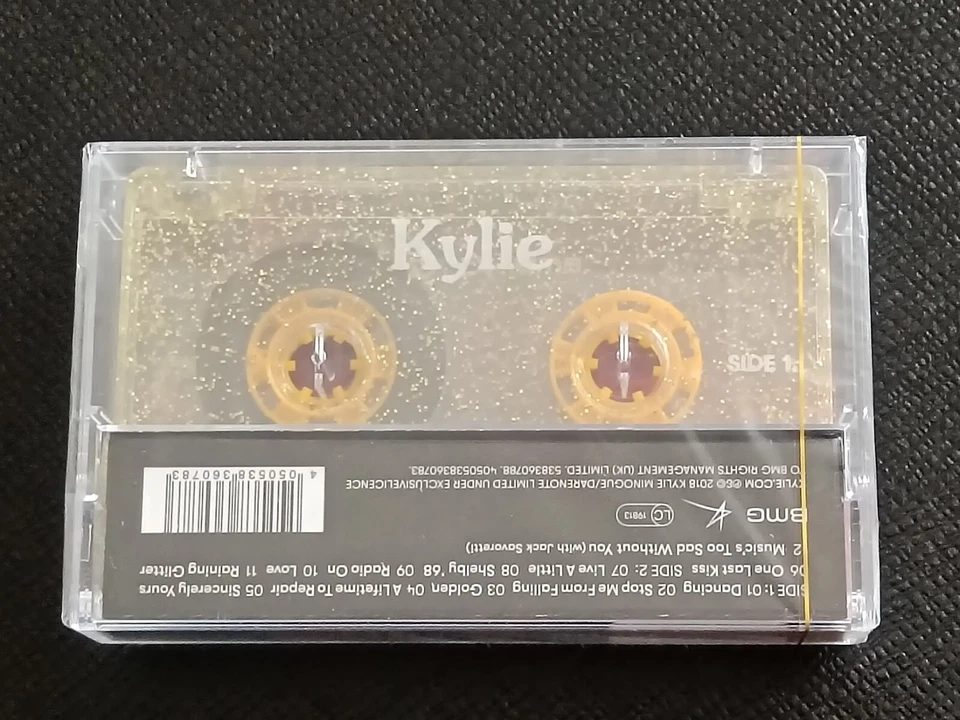 Kylie
SIDE 1.
SIDE 1: 01 Dancing 02 Stop Me From Falling 03 Golden 04 A Lifetime To Repair 05 Sincerely Yours
06 One Last Kiss SIDE 2: 07 Live A Little 08 Shelby '68 09 Radio On 10 Love 11 Raining Glitter
2 Music's Too Sad Without You (with Jack Savoretti)
BMG LC 19813
KYLIE.COM ℗© 2018 KYLIE MINOGUE/DARENOTE LIMITED UNDER EXCLUSIVE LICENCE
TO BMG RIGHTS MANAGEMENT (UK) LIMITED. 538360788. 4050538360783.
4 050538 360783